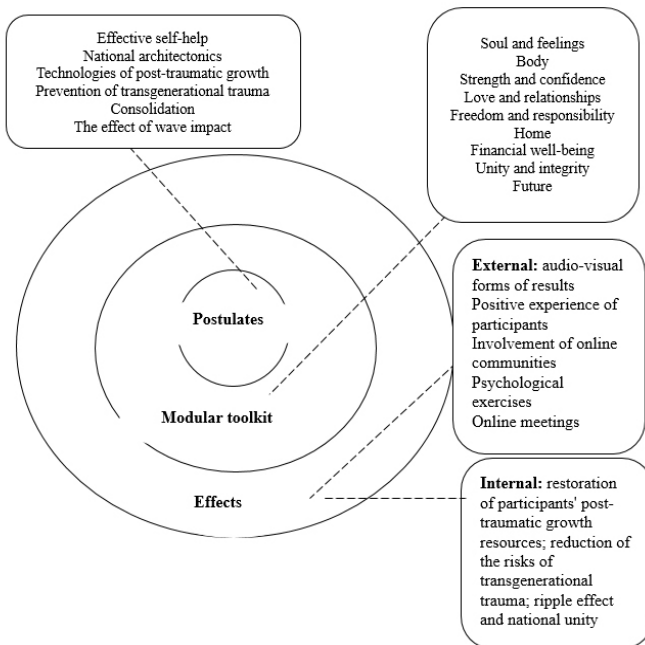 Effective self-help
National architectonics
Technologies of post-traumatic growth
Prevention of transgenerational trauma
Consolidation
The effect of wave impact
Soul and feelings
Body
Strength and confidence
Love and relationships
Freedom and responsibility
Home
Financial well-being
Unity and integrity
Future
External: audio-visual
forms of results
Positive experience of
participants
Involvement of online
communities
Psychological
exercises
Online meetings
Postulates
Modular toolkit
Effects
Internal: restoration
of participants' post-
traumatic growth
resources; reduction of
the risks of
transgenerational
trauma; ripple effect
and national unity